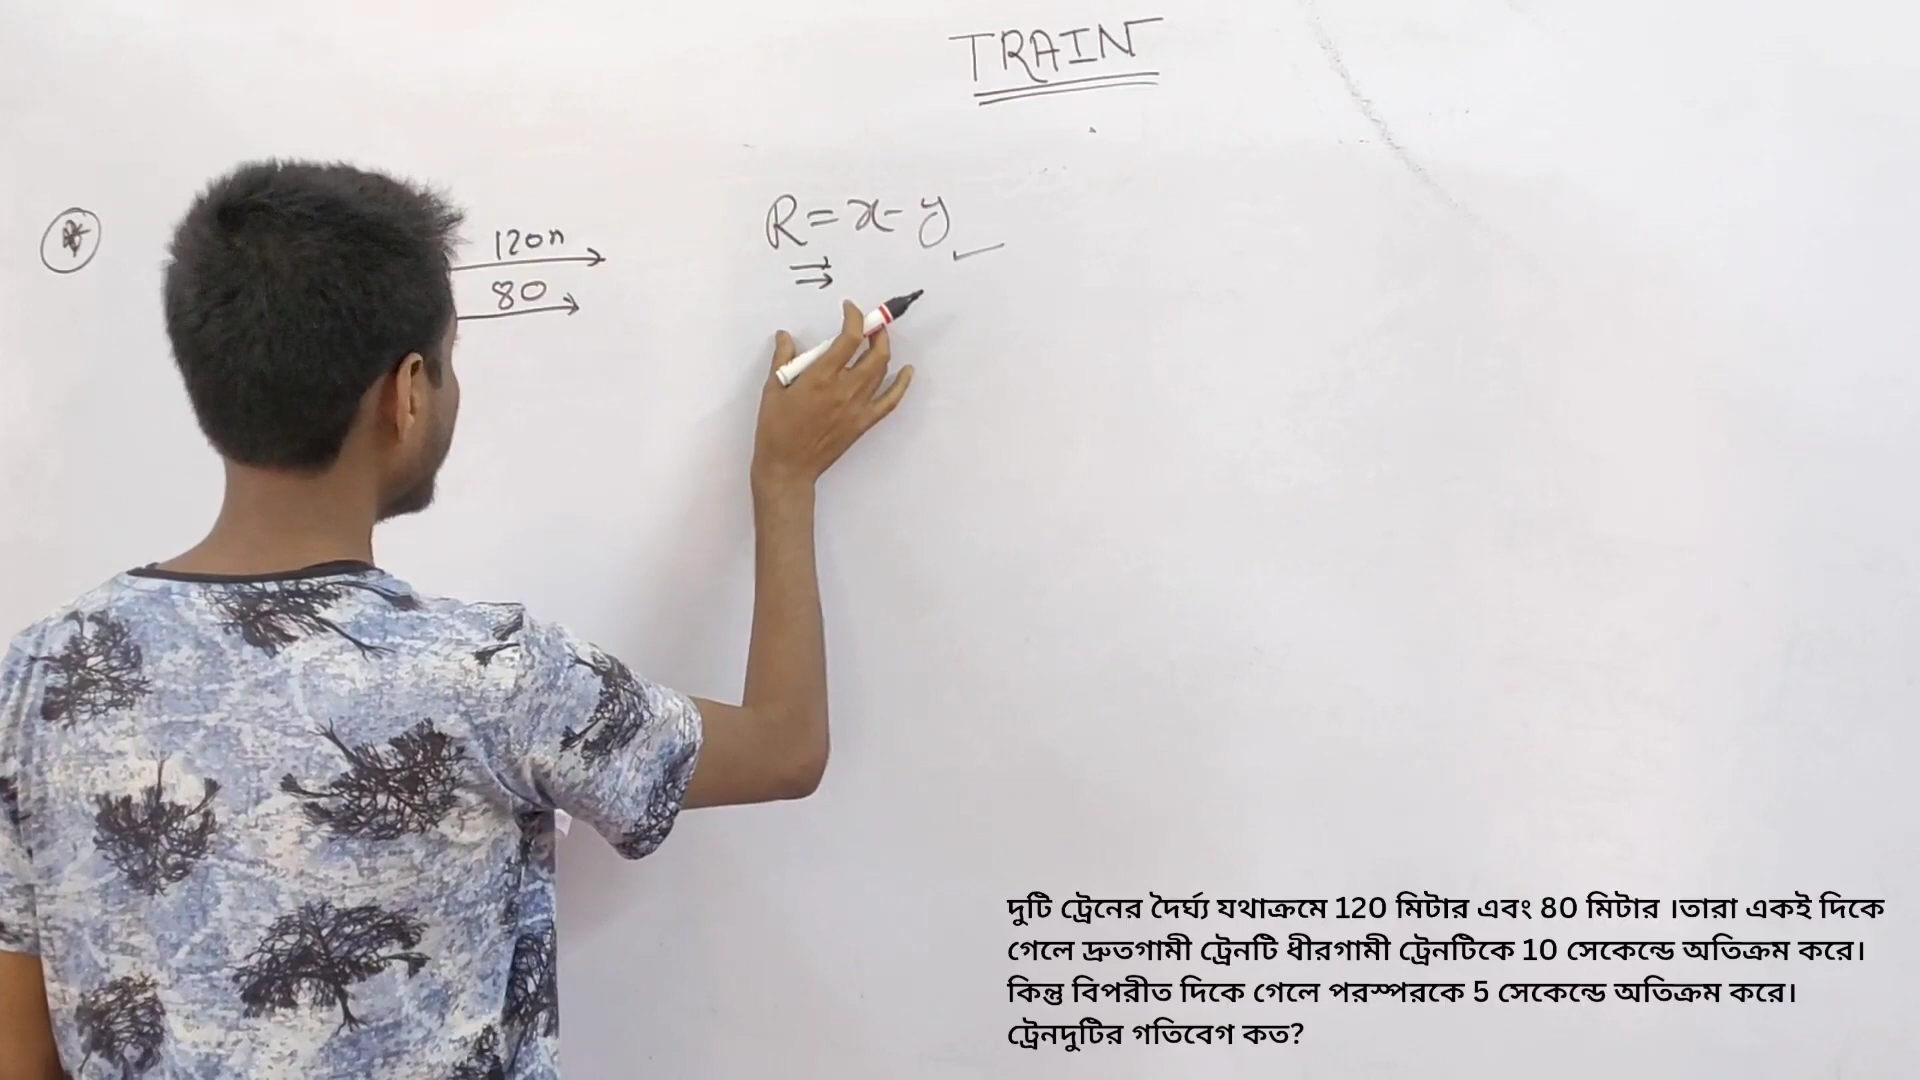 TRAIN
120m
80
R = x - y
দুটি ট্রেনের দৈর্ঘ্য যথাক্রমে 120 মিটার এবং 80 মিটার ।তারা একই দিকে
গেলে দ্রুতগামী ট্রেনটি ধীরগামী ট্রেনটিকে 10 সেকেন্ডে অতিক্রম করে।
কিন্তু বিপরীত দিকে গেলে পরস্পরকে 5 সেকেন্ডে অতিক্রম করে।
ট্রেনদুটির গতিবেগ কত?